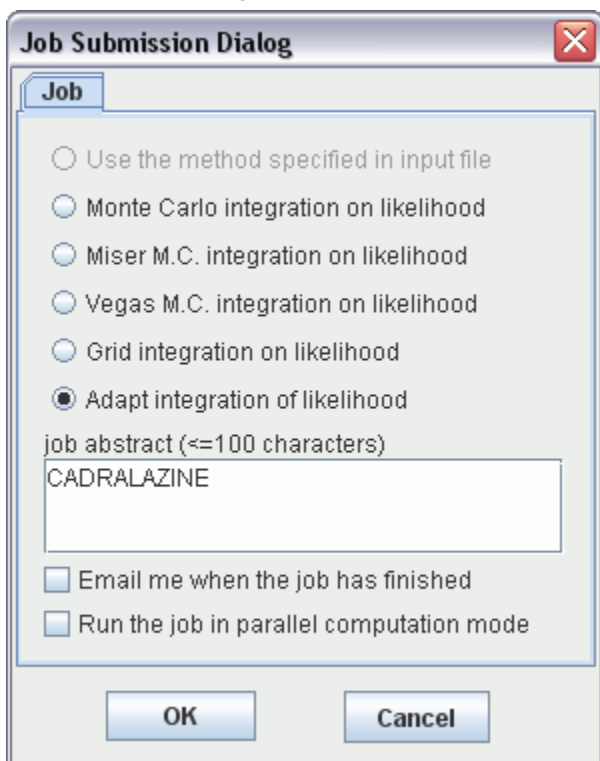 Job Submission Dialog
Job
Use the method specified in input file
Monte Carlo integration on likelihood
Miser M.C. integration on likelihood
Vegas M.C. integration on likelihood
Grid integration on likelihood
Adapt integration of likelihood
job abstract (<=100 characters)
CADRALAZINE
Email me when the job has finished
Run the job in parallel computation mode
OK Cancel